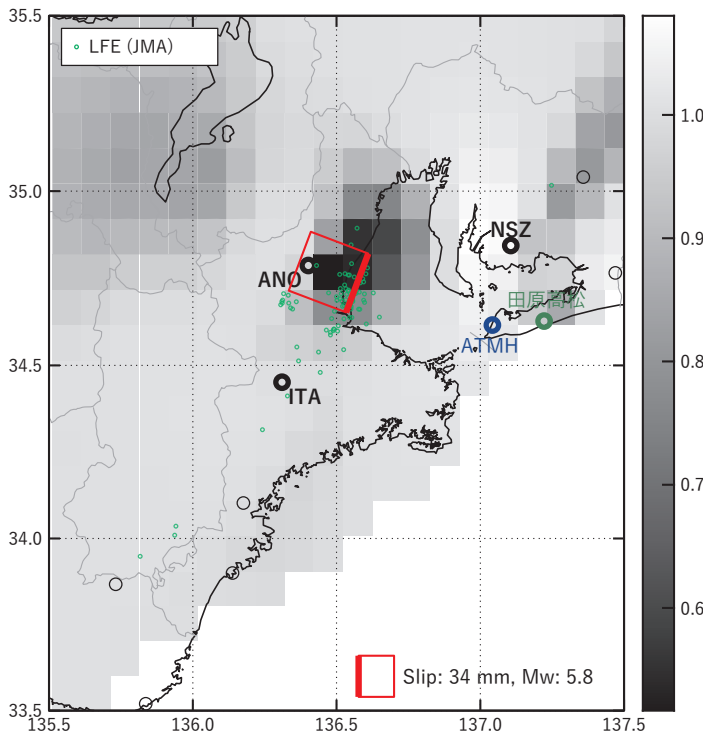 35.5
LFE (JMA)
1.0
35.0
NSZ
0.9
ANO
田原高松
ATMH
0.8
34.5
ITA
0.7
34.0
0.6
Slip: 34 mm, Mw: 5.8
33.5
135.5 136.0 136.5 137.0 137.5